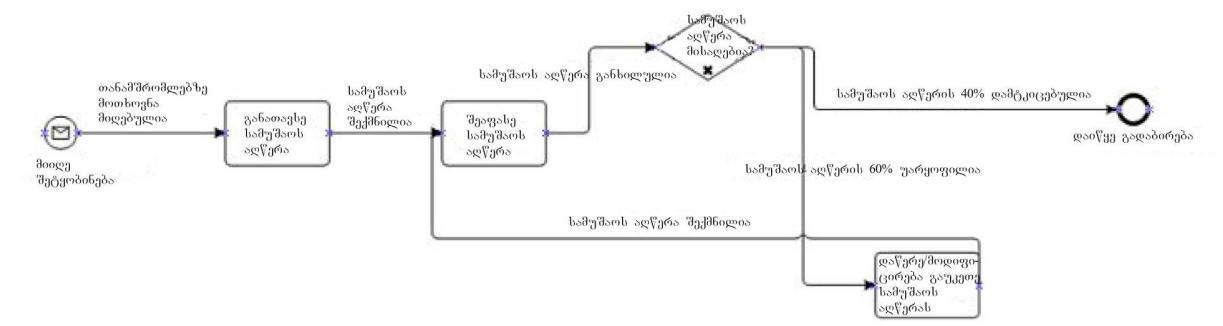 სამუშაოს
აღწერა
მისაღებია?
სამუშაოს აღწერა განხილულია
თანამშრომლებზე
მოთხოვნა
მიღებულია
სამუშაოს
აღწერა
შექმნილია
სამუშაოს აღწერის 40% დამტკიცებულია
განათავსე
სამუშაოს
აღწერა
შეაფასე
სამუშაოს
აღწერა
დაიწყე გადაბირება
მიიღე
შეტყობინება
სამუშაოს აღწერის 60% უარყოფილია
სამუშაოს აღწერა შექმნილია
დაწერე/მოდიფი-
ცირება გაუკეთე
სამუშაოს
აღწერას